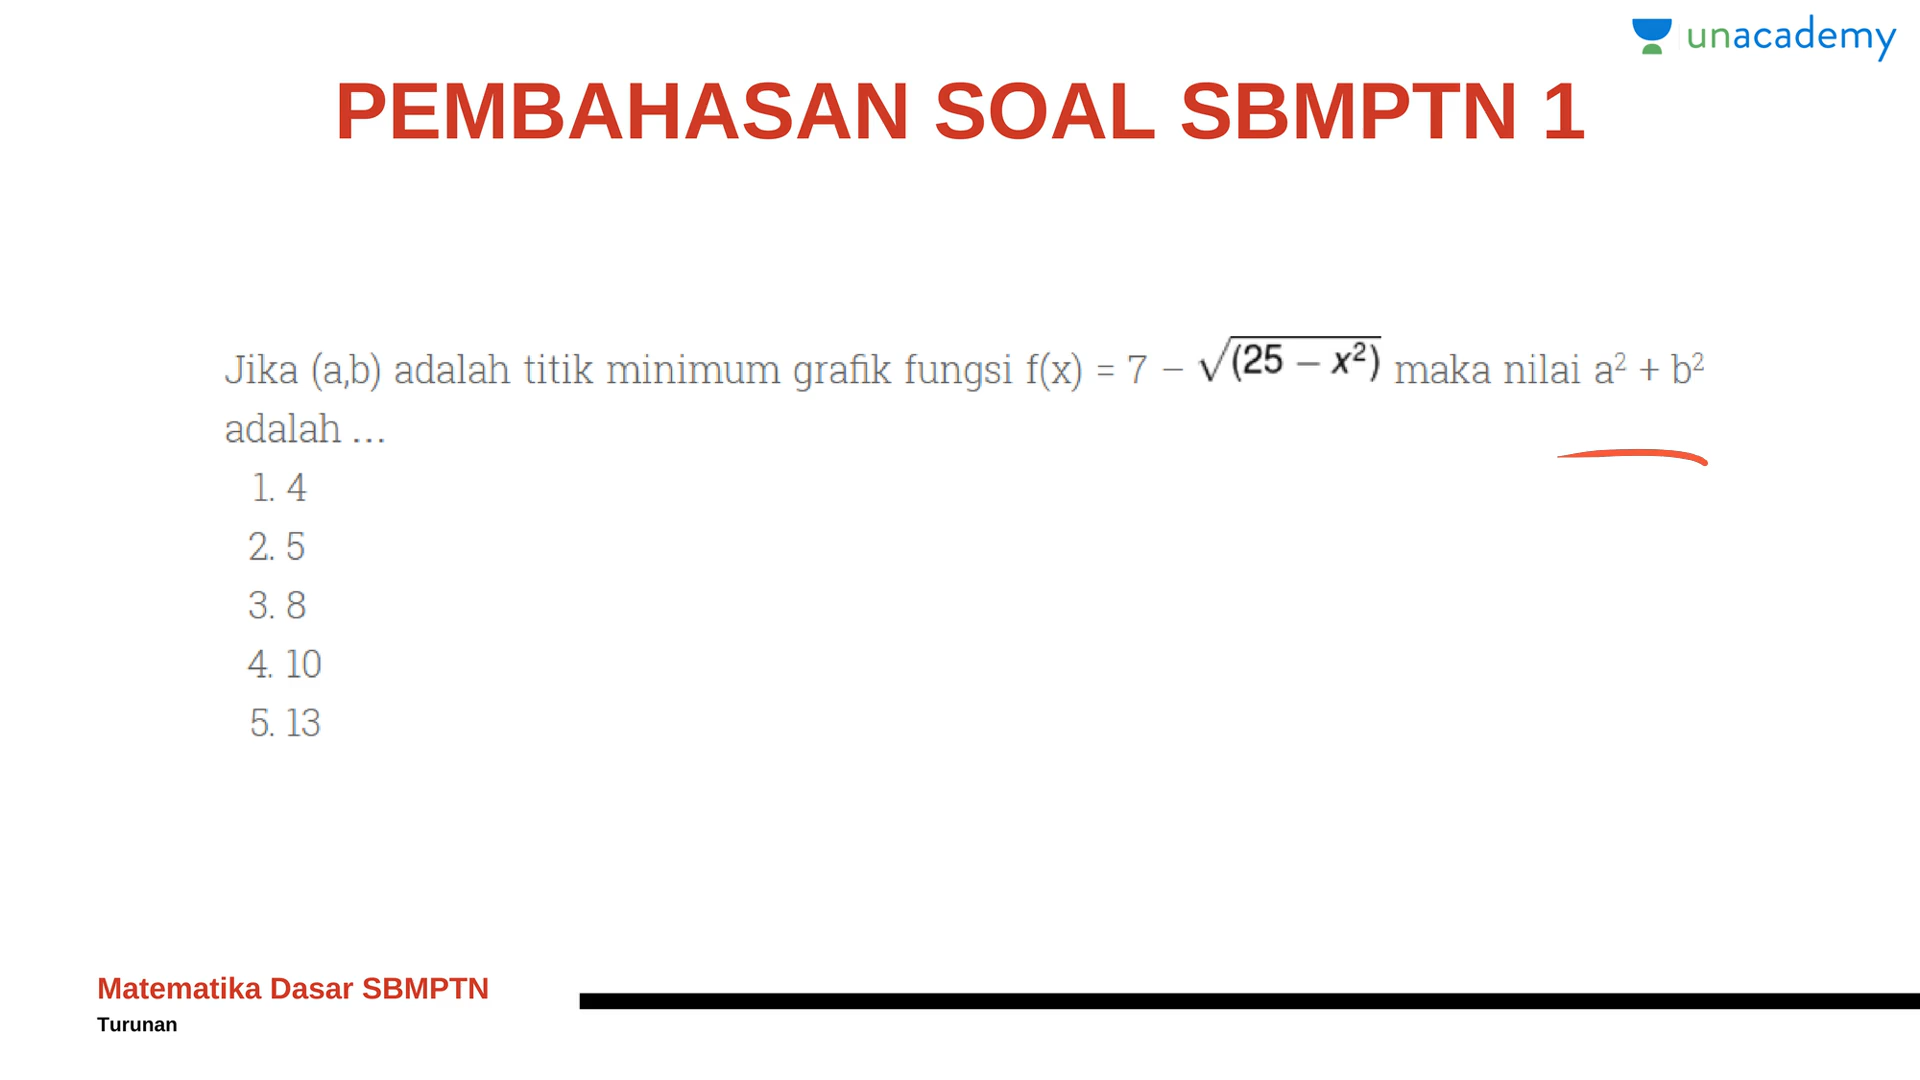 unacademy
PEMBAHASAN SOAL SBMPTN 1
Jika (a,b) adalah titik minimum grafik fungsi f(x) = 7 − √(25 − x²) maka nilai a² + b²
adalah ...
1. 4
2. 5
3. 8
4. 10
5. 13
Matematika Dasar SBMPTN
Turunan